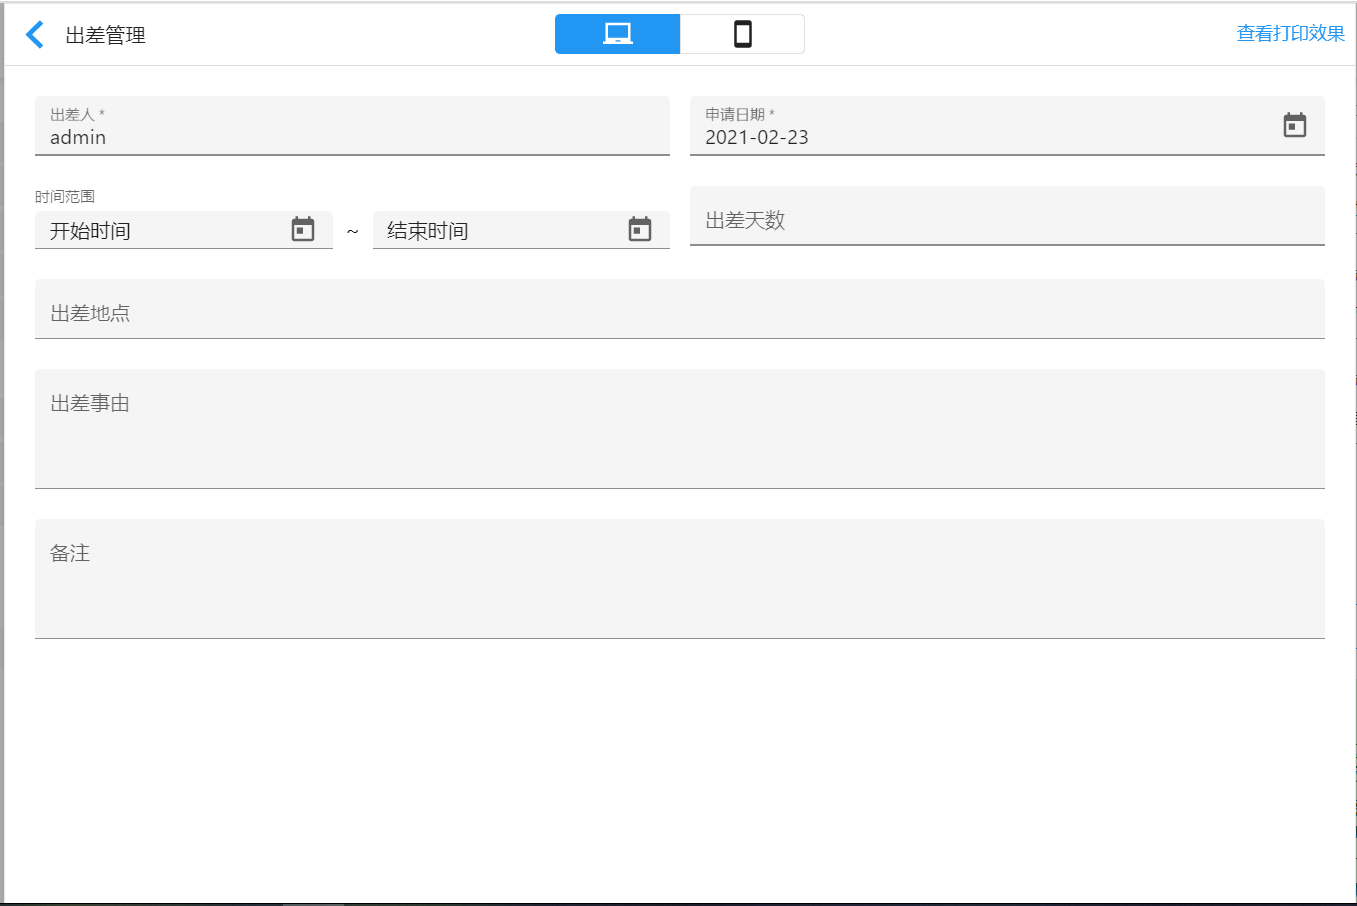 出差管理
查看打印效果
出差人 *
admin
申请日期 *
2021-02-23
时间范围
开始时间 ~ 结束时间
出差天数
出差地点
出差事由
备注